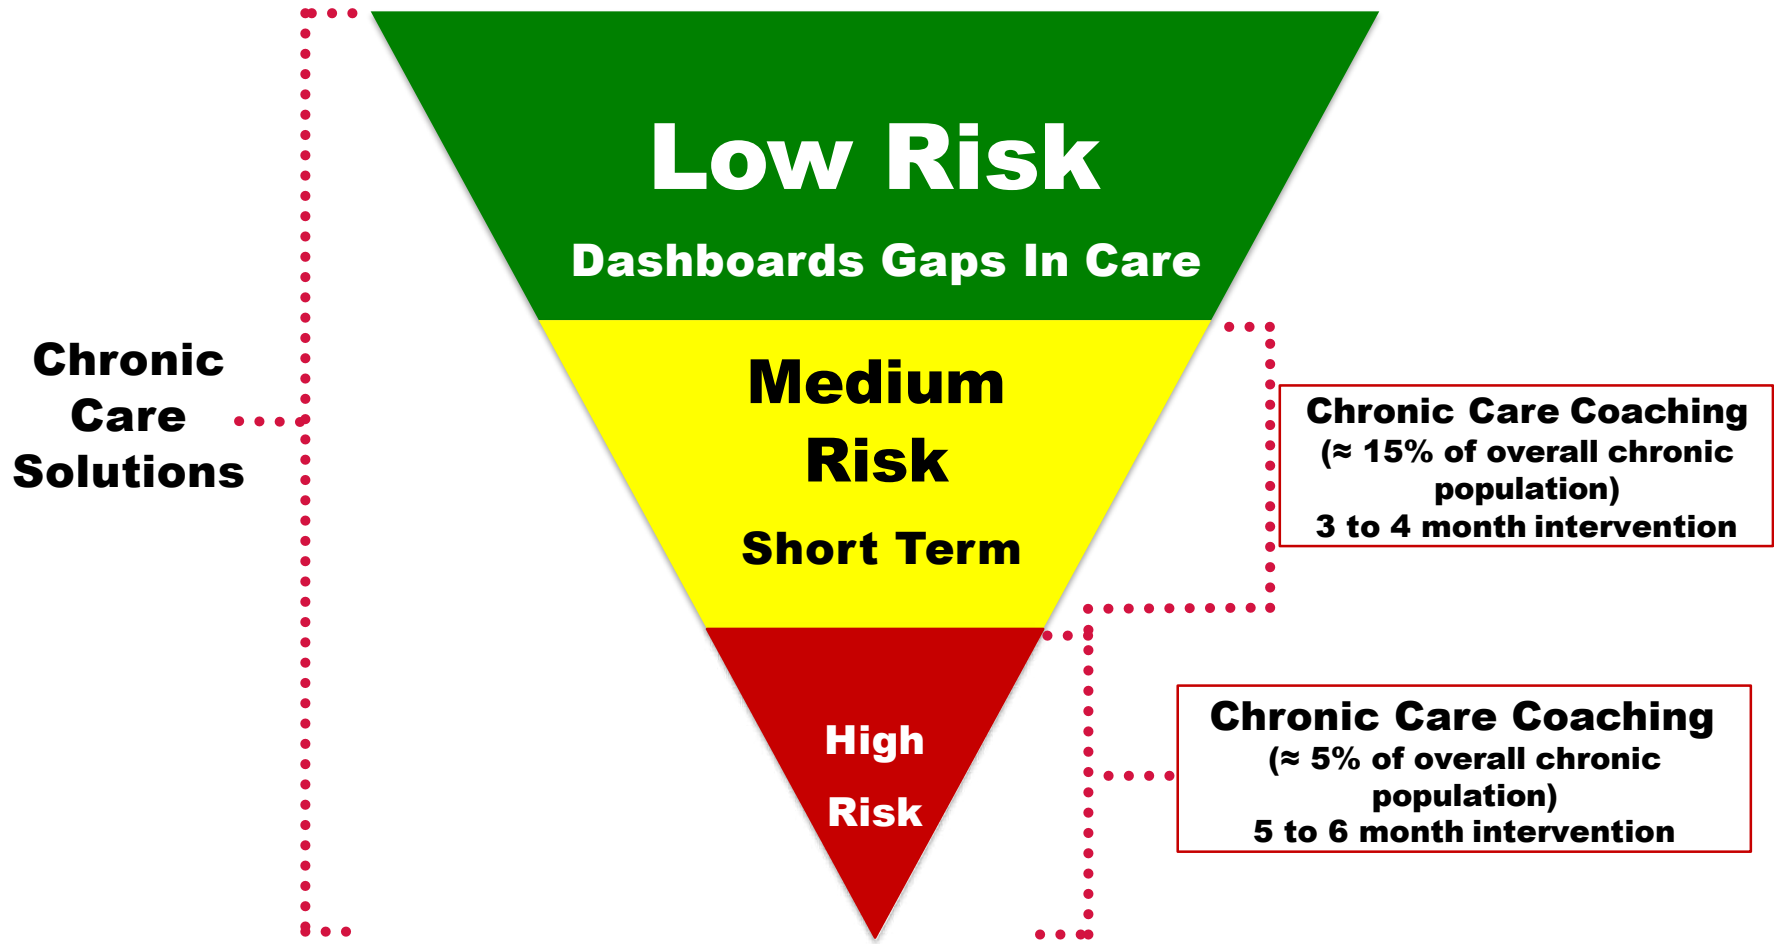 Low Risk
Dashboards Gaps In Care
Chronic
Care
Solutions
Medium
Risk
Short Term
Chronic Care Coaching
(≈ 15% of overall chronic
population)
3 to 4 month intervention
High
Risk
Chronic Care Coaching
(≈ 5% of overall chronic
population)
5 to 6 month intervention